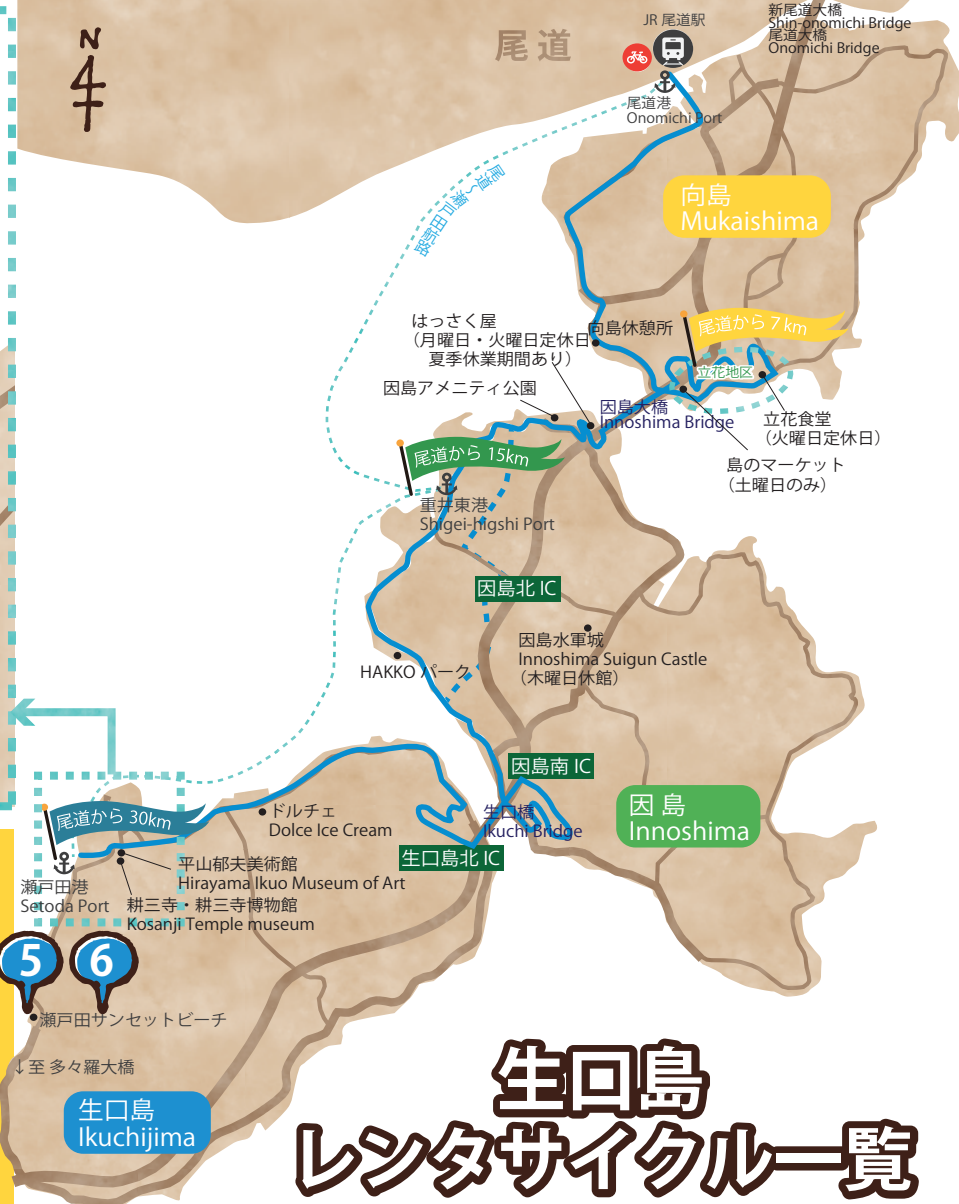 新尾道大橋
Shin-onomichi Bridge
尾道大橋
Onomichi Bridge
JR 尾道駅
尾道
N
尾道港
Onomichi Port
尾道く瀬戸田航路
向島
Mukaishima
はっさく屋
（月曜日・火曜日定休日
夏季休業期間あり）
向島休憩所
尾道から 7 km
立花地区
因島アメニティ公園
因島大橋
Innoshima Bridge
立花食堂
（火曜日定休日）
島のマーケット
（土曜日のみ）
尾道から 15km
重井東港
Shigei-higshi Port
因島北 IC
因島水軍城
Innoshima Suigun Castle
（木曜日休館）
HAKKO パーク
因島南 IC
因 島
Innoshima
生口橋
Ikuchi Bridge
尾道から 30km
ドルチェ
Dolce Ice Cream
生口島北 IC
平山郁夫美術館
Hirayama Ikuo Museum of Art
瀬戸田港
Setoda Port
耕三寺・耕三寺博物館
Kosanji Temple museum
5
6
瀬戸田サンセットビーチ
↓至 多々羅大橋
生口島
Ikuchijima
生口島
レンタサイクル一覧